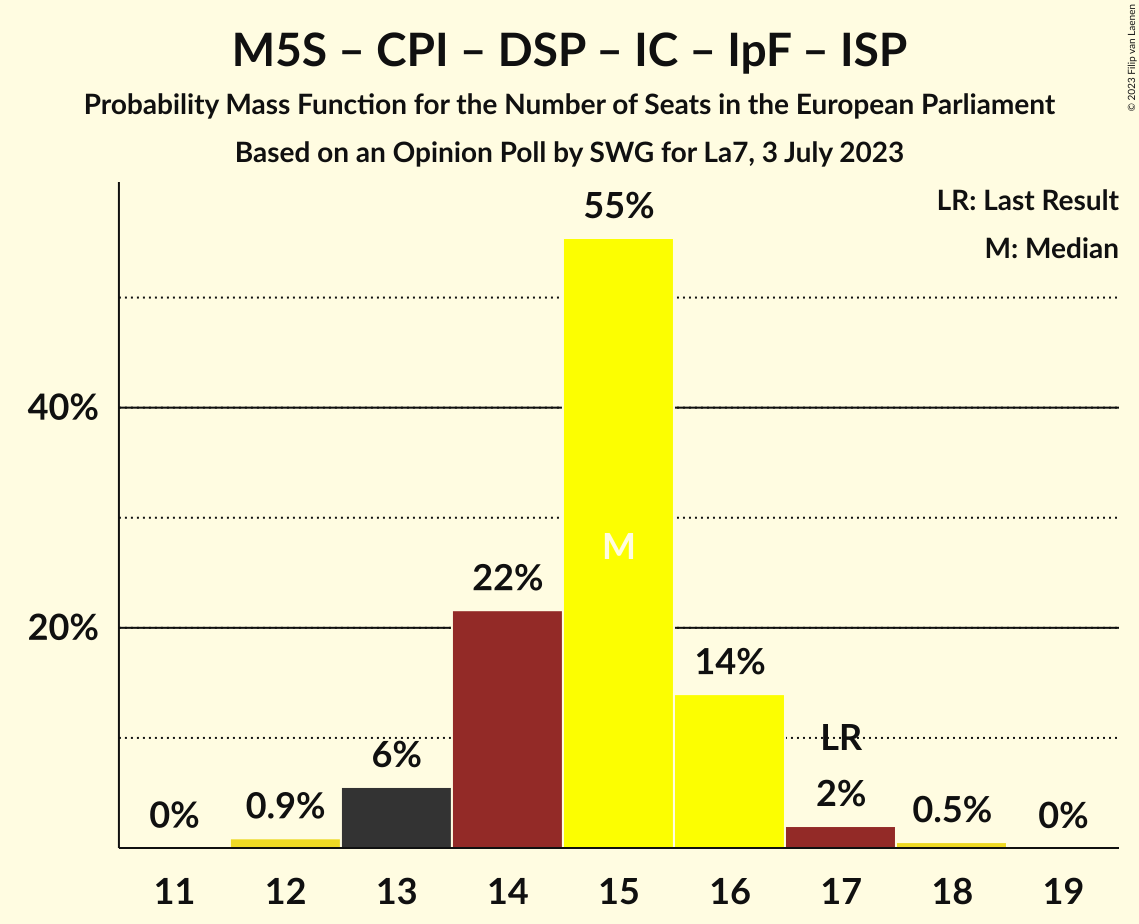 M5S – CPI – DSP – IC – IpF – ISP
Probability Mass Function for the Number of Seats in the European Parliament
Based on an Opinion Poll by SWG for La7, 3 July 2023
© 2023 Filip van Laenen
LR: Last Result
M: Median
55%
40%
M
22%
20%
14%
LR
6%
2%
0%
0.9%
0.5%
0%
11 12 13 14 15 16 17 18 19